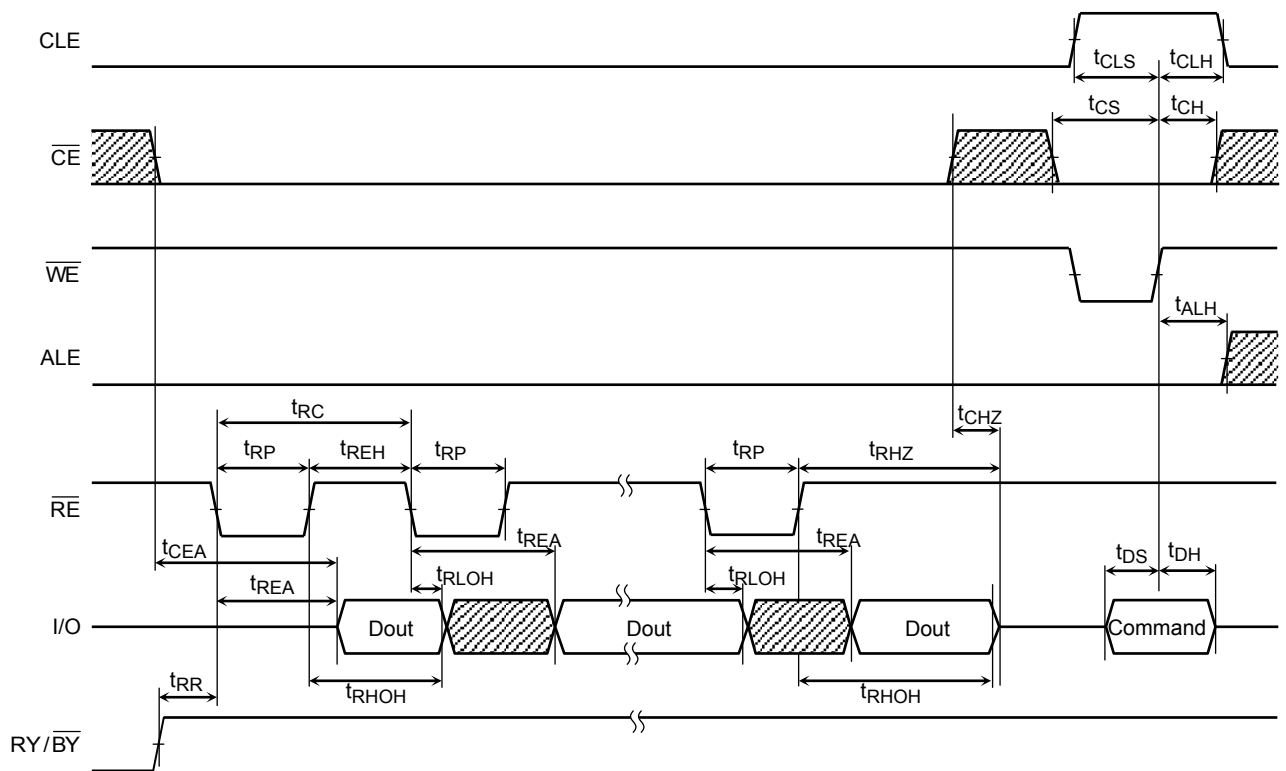 CLE
tCLS tCLH
tCS tCH
CE
WE
tALH
ALE
tRC
tCHZ
tRP tREH tRP tRP tRHZ
RE
tCEA tREA tREA tDS tDH
tREA tRLOH tRLOH
I/O Dout Dout Dout Command
tRR tRHOH tRHOH
RY/BY